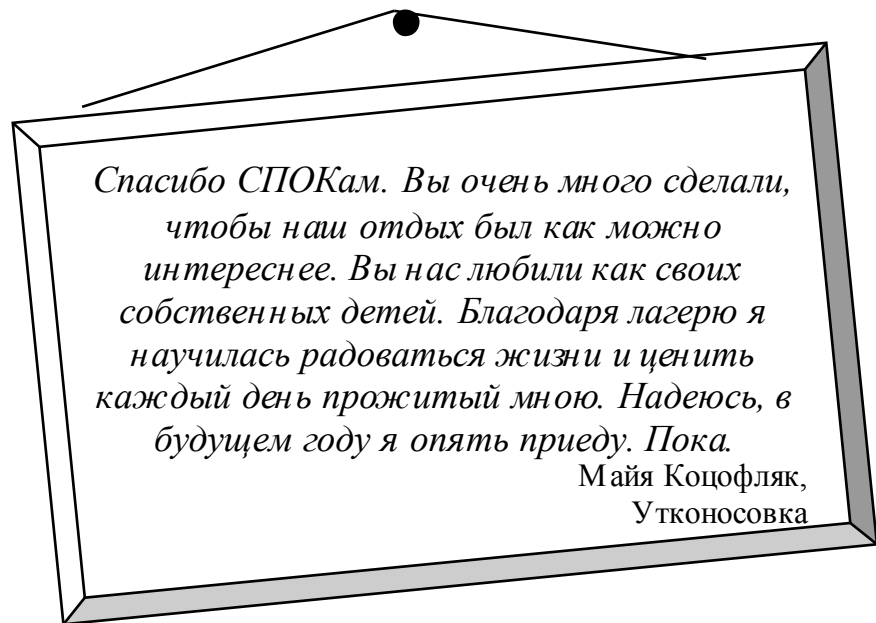 Спасибо СПОКам. Вы очень много сделали,
чтобы наш отдых был как можно
интереснее. Вы нас любили как своих
собственных детей. Благодаря лагерю я
научилась радоваться жизни и ценить
каждый день прожитый мною. Надеюсь, в
будущем году я опять приеду. Пока.
Майя Коцофляк,
Утконосовка